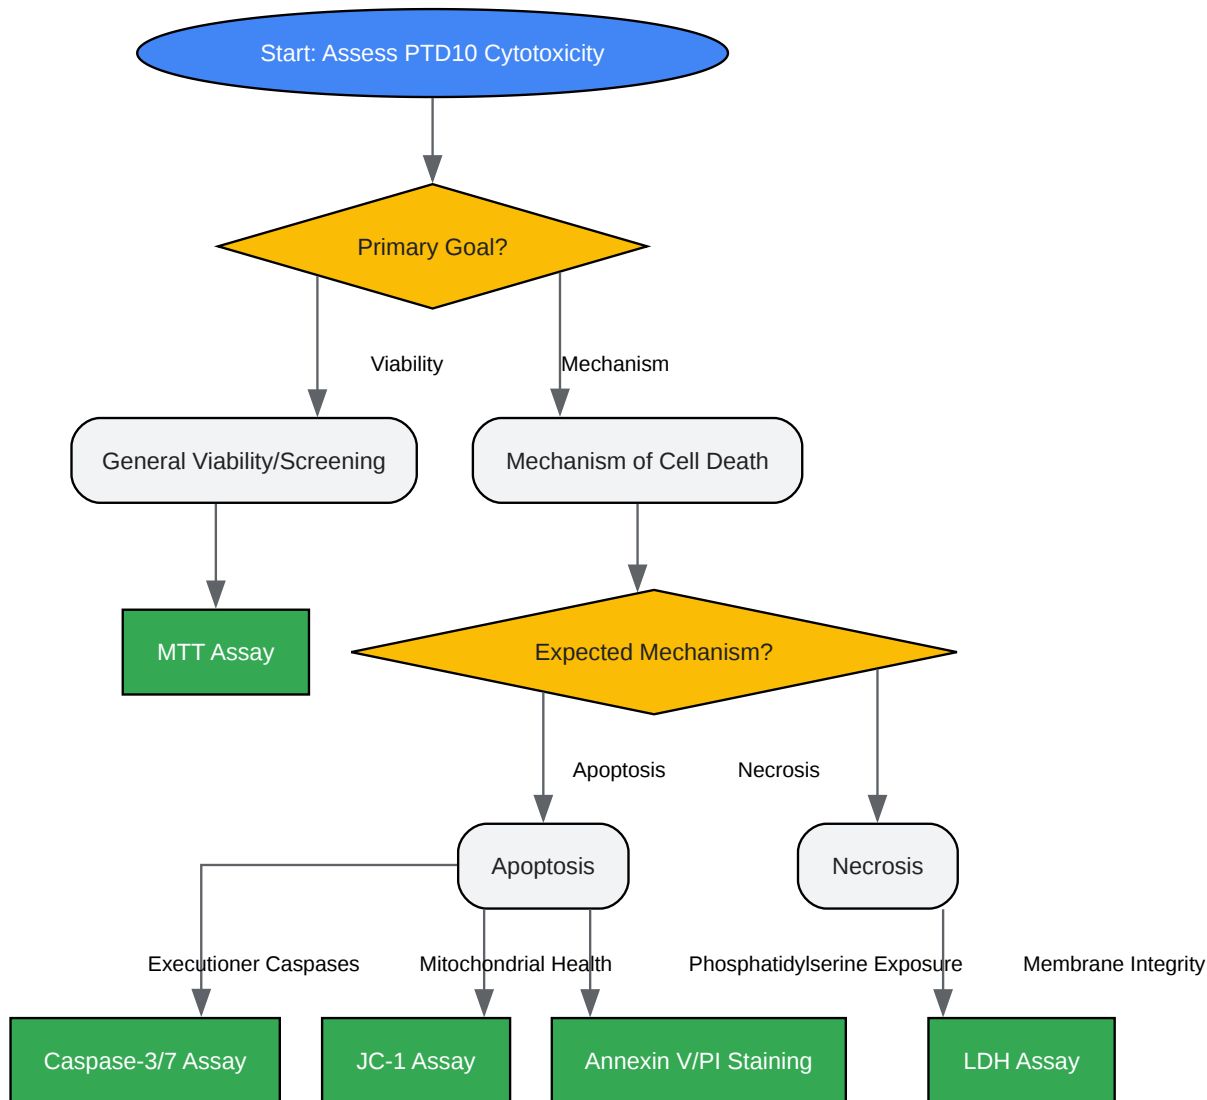 Start: Assess PTD10 Cytotoxicity
Primary Goal?
Viability
Mechanism
General Viability/Screening
Mechanism of Cell Death
MTT Assay
Expected Mechanism?
Apoptosis
Necrosis
Apoptosis
Necrosis
Executioner Caspases
Mitochondrial Health
Phosphatidylserine Exposure
Membrane Integrity
Caspase-3/7 Assay
JC-1 Assay
Annexin V/PI Staining
LDH Assay